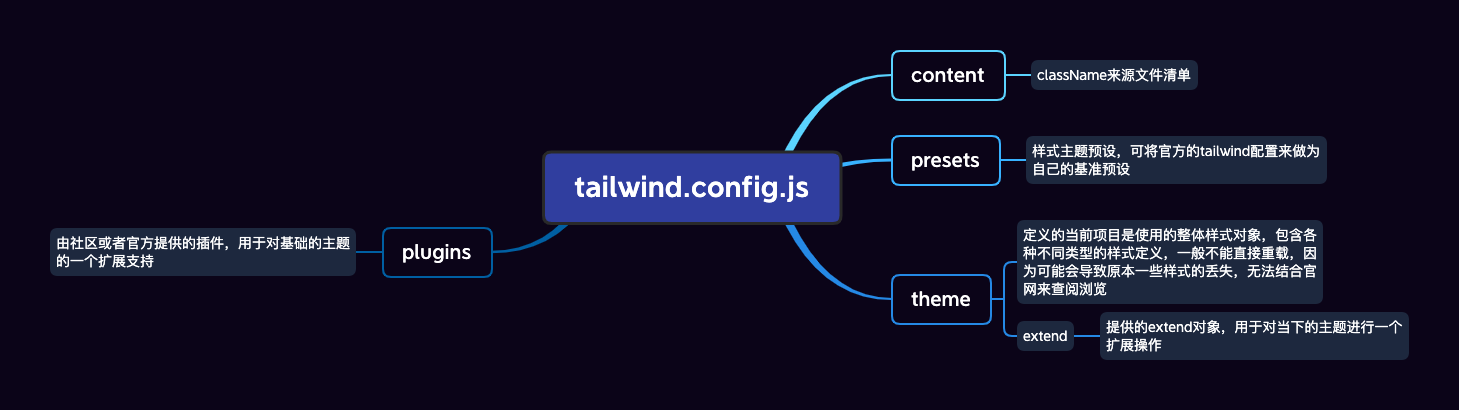 tailwind.config.js
content
className来源文件清单
presets
样式主题预设，可将官方的tailwind配置来做为
自己的基准预设
theme
定义的当前项目是使用的整体样式对象，包含各
种不同类型的样式定义，一般不能直接重载，因
为可能会导致原本一些样式的丢失，无法结合官
网来查阅浏览
extend
提供的extend对象，用于对当下的主题进行一个
扩展操作
plugins
由社区或者官方提供的插件，用于对基础的主题
的一个扩展支持